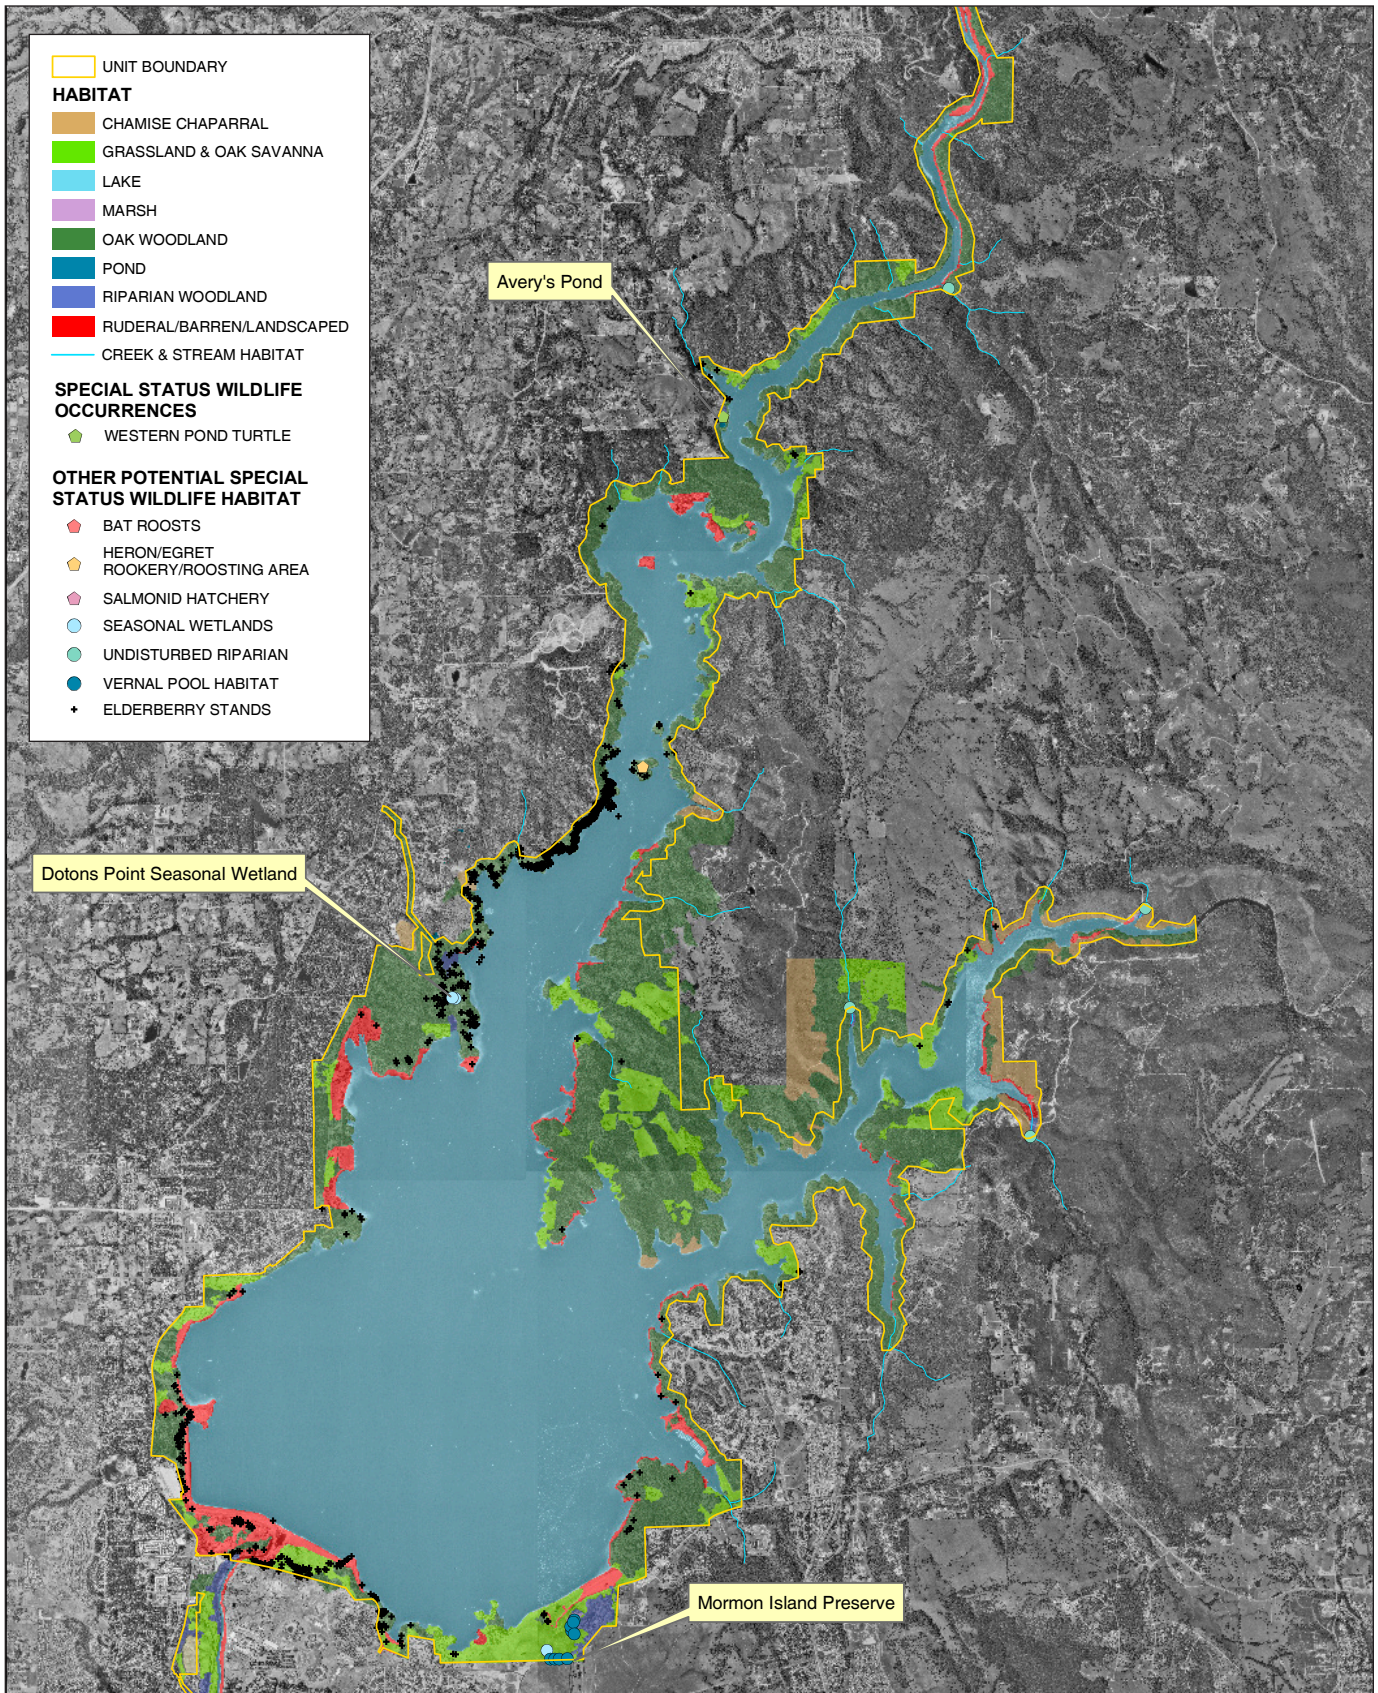 UNIT BOUNDARY
HABITAT
CHAMISE CHAPARRAL
GRASSLAND & OAK SAVANNA
LAKE
MARSH
OAK WOODLAND
POND
RIPARIAN WOODLAND
RUDERAL/BARREN/LANDSCAPED
CREEK & STREAM HABITAT
SPECIAL STATUS WILDLIFE
OCCURRENCES
WESTERN POND TURTLE
OTHER POTENTIAL SPECIAL
STATUS WILDLIFE HABITAT
BAT ROOSTS
HERON/EGRET
ROOKERY/ROOSTING AREA
SALMONID HATCHERY
SEASONAL WETLANDS
UNDISTURBED RIPARIAN
VERNAL POOL HABITAT
ELDERBERRY STANDS
Avery's Pond
Dotons Point Seasonal Wetland
Mormon Island Preserve